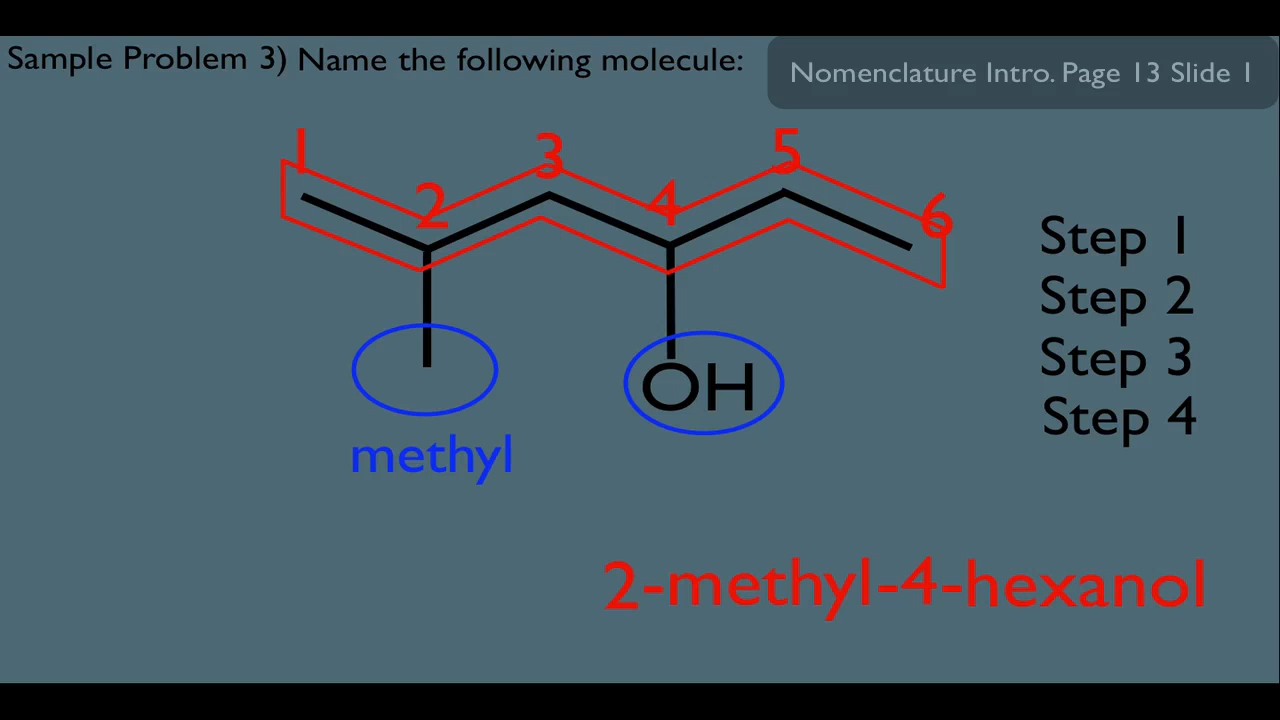 Sample Problem 3) Name the following molecule:
Nomenclature Intro. Page 13 Slide 1
1
2
3
4
5
6
Step 1
Step 2
Step 3
Step 4
OH
methyl
2-methyl-4-hexanol